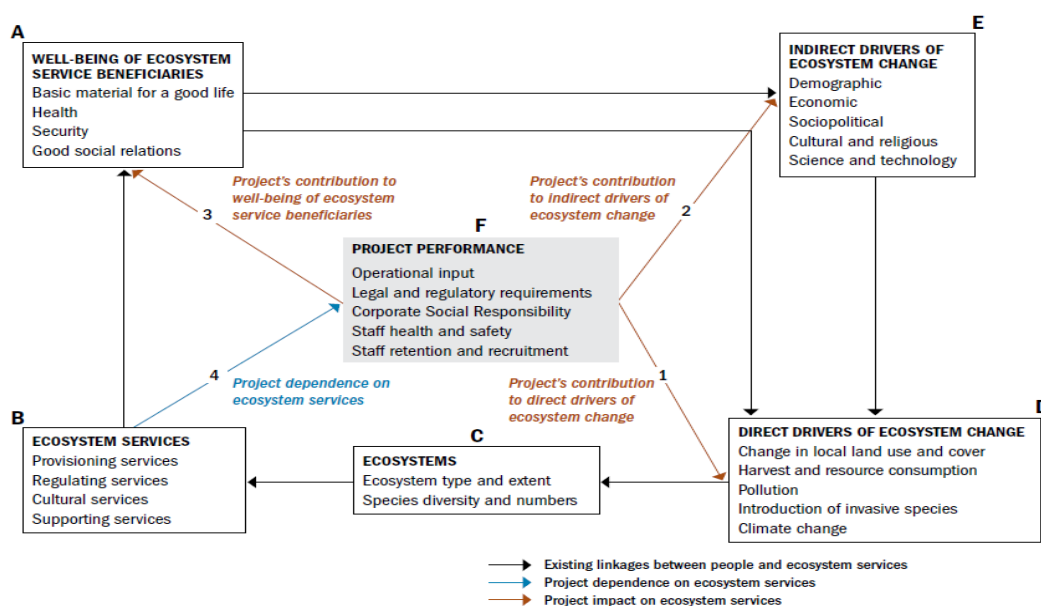 A
WELL-BEING OF ECOSYSTEM
SERVICE BENEFICIARIES
Basic material for a good life
Health
Security
Good social relations
E
INDIRECT DRIVERS OF
ECOSYSTEM CHANGE
Demographic
Economic
Sociopolitical
Cultural and religious
Science and technology
3
Project's contribution to
well-being of ecosystem
service beneficiaries
Project's contribution
to indirect drivers of
ecosystem change
2
F
PROJECT PERFORMANCE
Operational input
Legal and regulatory requirements
Corporate Social Responsibility
Staff health and safety
Staff retention and recruitment
4
Project dependence on
ecosystem services
Project's contribution
to direct drivers of
ecosystem change
1
B
ECOSYSTEM SERVICES
Provisioning services
Regulating services
Cultural services
Supporting services
C
ECOSYSTEMS
Ecosystem type and extent
Species diversity and numbers
D
DIRECT DRIVERS OF ECOSYSTEM CHANGE
Change in local land use and cover
Harvest and resource consumption
Pollution
Introduction of invasive species
Climate change
Existing linkages between people and ecosystem services
Project dependence on ecosystem services
Project impact on ecosystem services